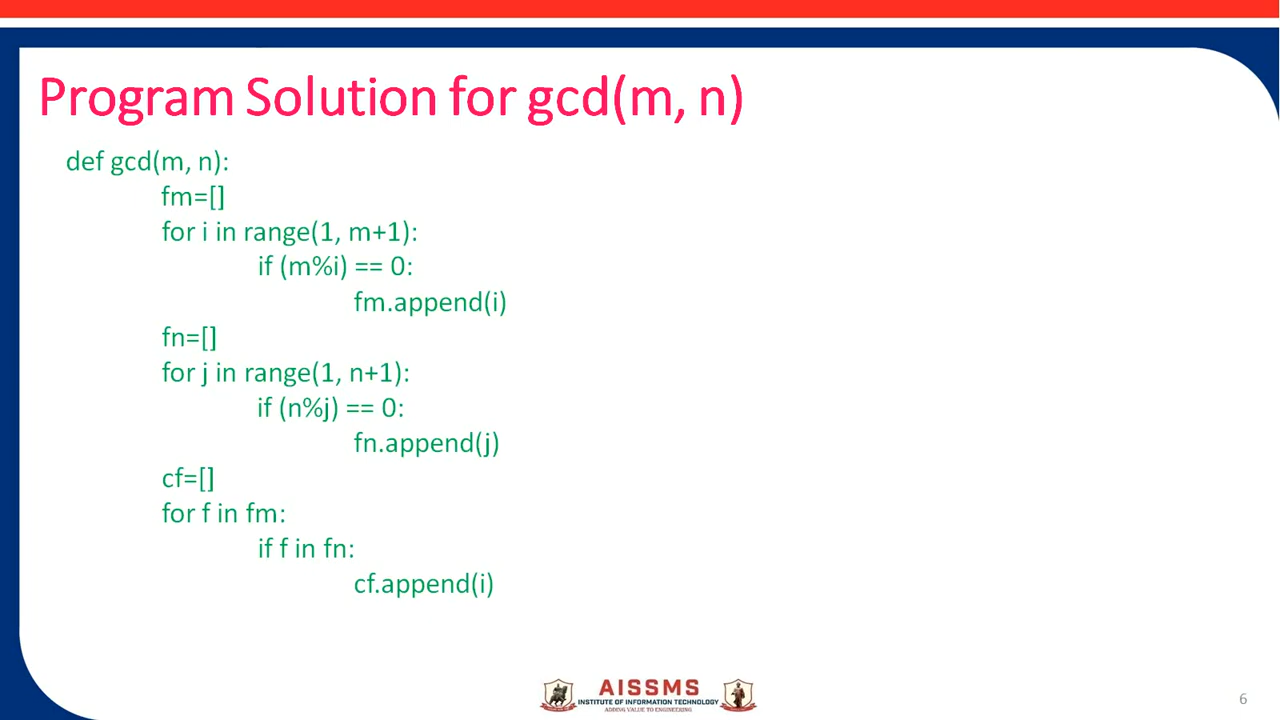 Program Solution for gcd(m, n)
def gcd(m, n):
fm=[]
for i in range(1, m+1):
if (m%i) == 0:
fm.append(i)
fn=[]
for j in range(1, n+1):
if (n%j) == 0:
fn.append(j)
cf=[]
for f in fm:
if f in fn:
cf.append(i)
AISSMS
INSTITUTE OF INFORMATION TECHNOLOGY
ADDING VALUE TO ENGINEERING
6